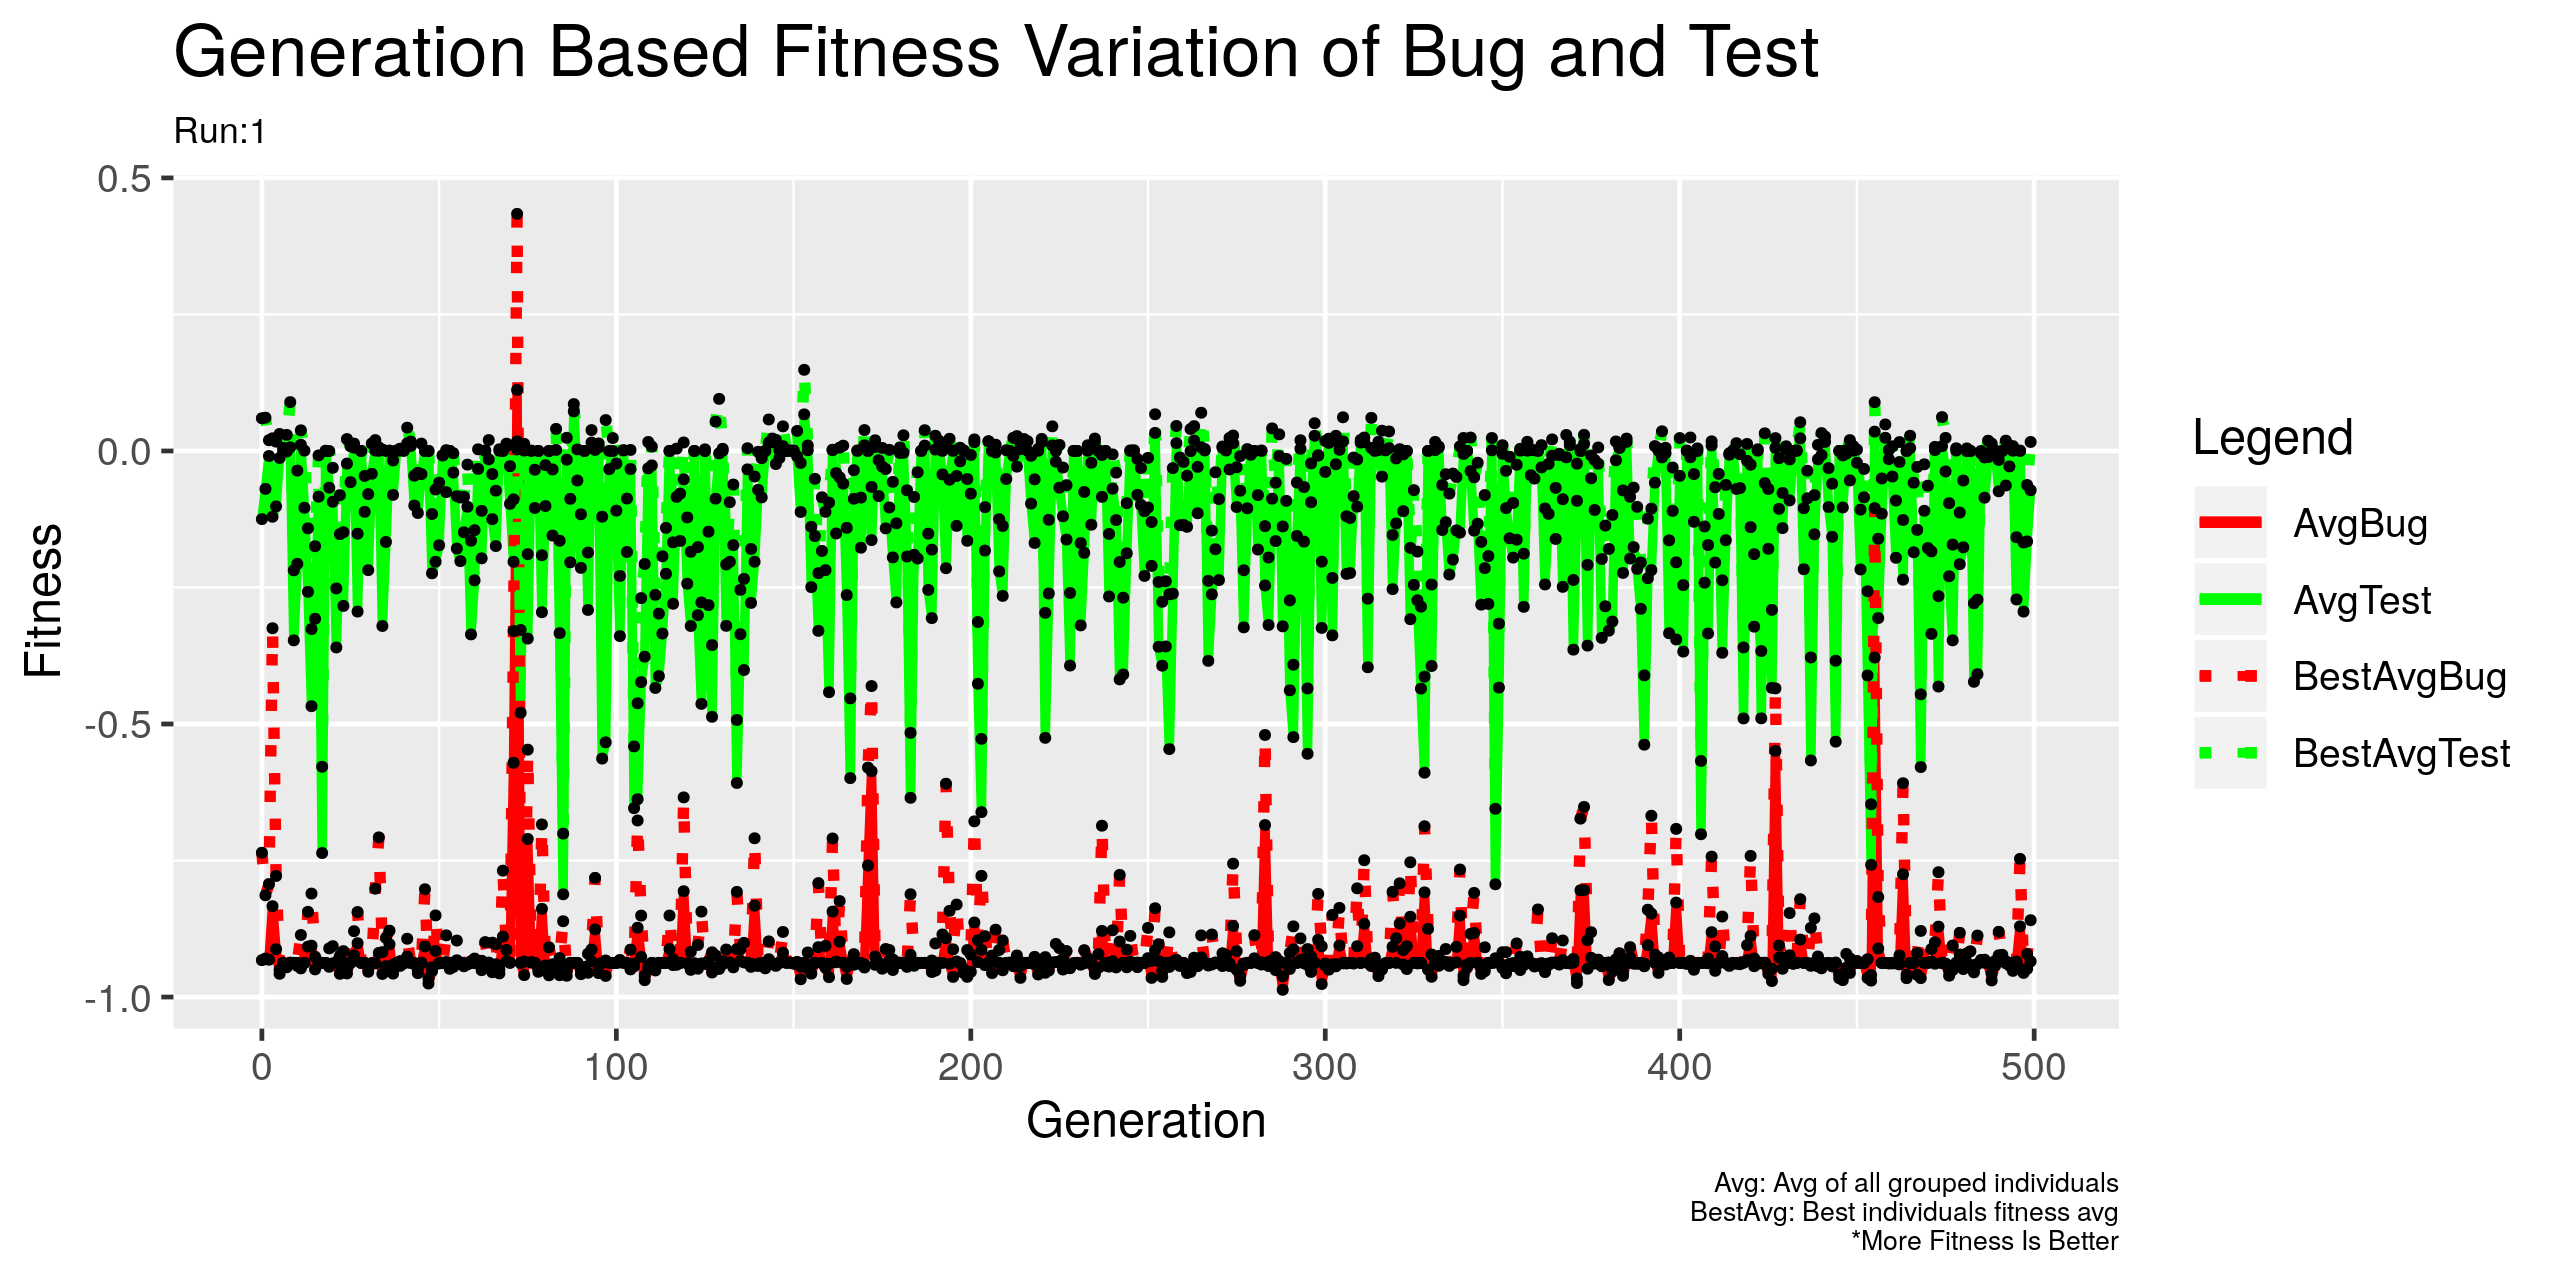 Generation Based Fitness Variation of Bug and Test
Run:1
0.5
0.0
-0.5
-1.0
Fitness
0 100 200 300 400 500
Generation
Legend
AvgBug
AvgTest
BestAvgBug
BestAvgTest
Avg: Avg of all grouped individuals
BestAvg: Best individuals fitness avg
*More Fitness Is Better